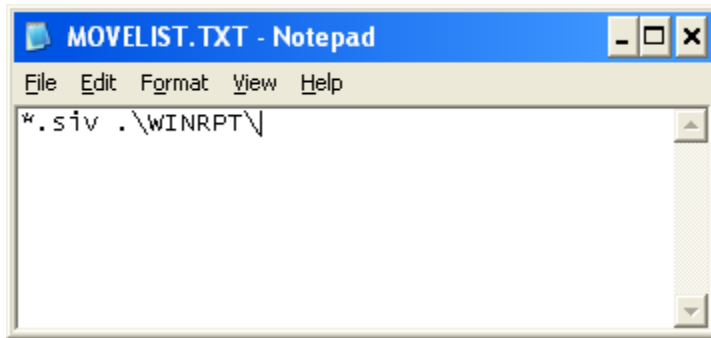 MOVELIST.TXT - Notepad
File Edit Format View Help
*.siv .\WINRPT\